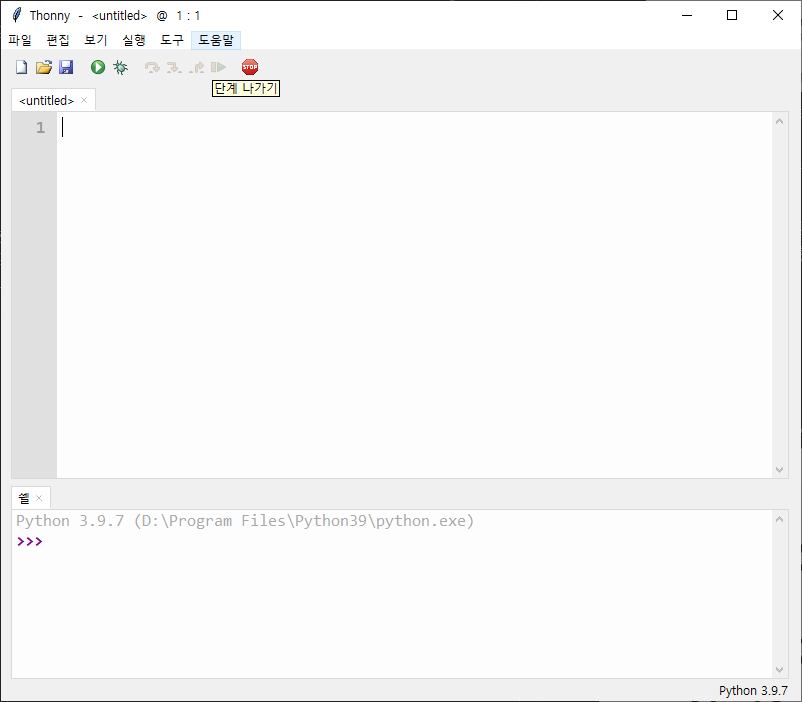 Thonny - <untitled> @ 1 : 1
파일 편집 보기 실행 도구 도움말
STOP
단계 나가기
<untitled> ×
1
쉘 ×
Python 3.9.7 (D:\Program Files\Python39\python.exe)
>>>
Python 3.9.7